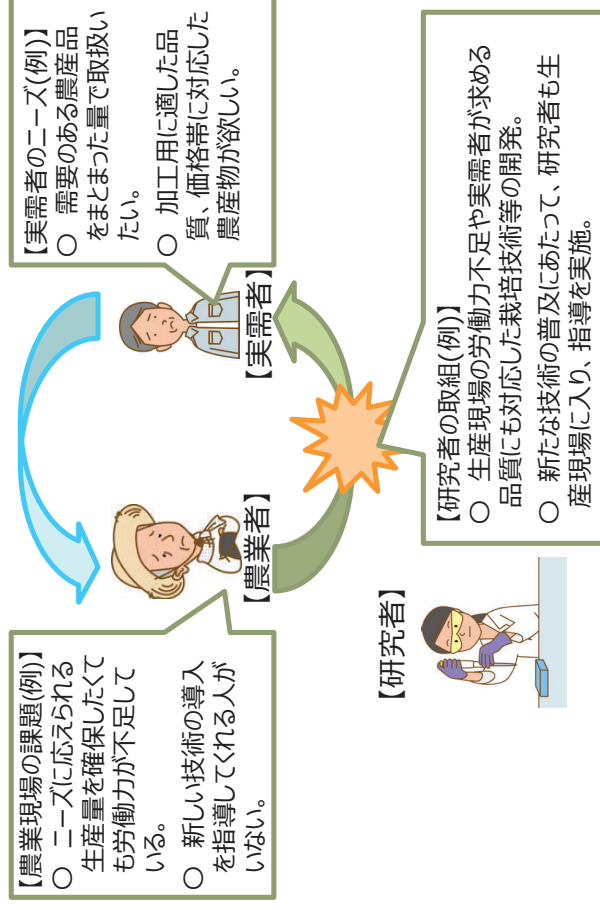 【農業現場の課題(例)】
○ ニーズに応えられる
生産量を確保したくて
も労働力が不足して
いる。
○ 新しい技術の導入
を指導してくれる人が
いない。
【実需者のニーズ(例)】
○ 需要のある農産品
をまとまった量で取扱い
たい。
○ 加工用に適した品
質、価格帯に対応した
農産物が欲しい。
【農業者】
【実需者】
【研究者】
【研究者の取組(例)】
○ 生産現場の労働力不足や実需者が求める
品質にも対応した栽培技術等の開発。
○ 新たな技術の普及にあたって、研究者も生
産現場に入り、指導を実施。